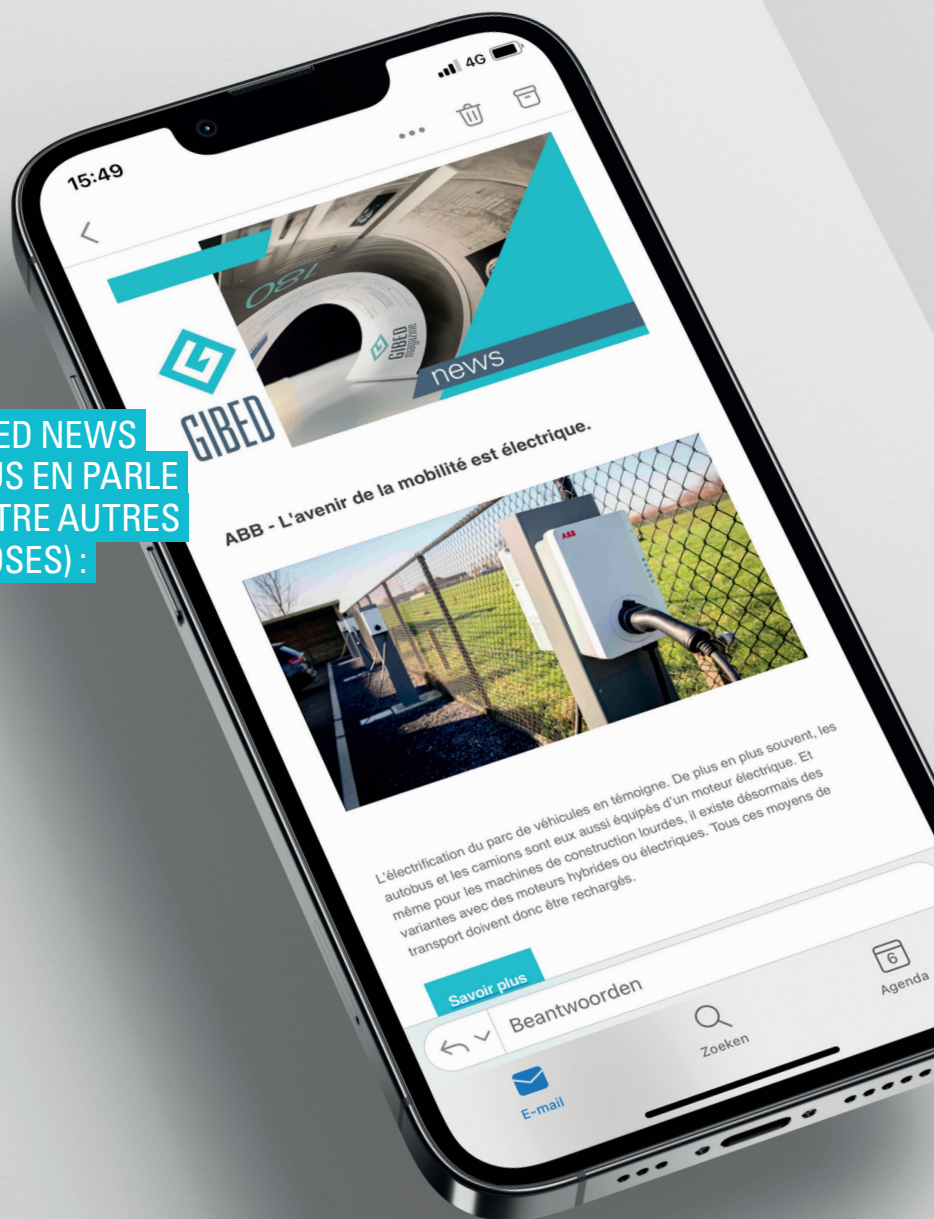 15:49
4G
180
GIBED
magazine
news
GIBED
ED NEWS
US EN PARLE
TRE AUTRES
OSES) :
ABB - L'avenir de la mobilité est électrique.
ABB
L'électrification du parc de véhicules en témoigne. De plus en plus souvent, les
autobus et les camions sont eux aussi équipés d'un moteur électrique. Et
même pour les machines de construction lourdes, il existe désormais des
variantes avec des moteurs hybrides ou électriques. Tous ces moyens de
transport doivent donc être rechargés.
Savoir plus
Beantwoorden
E-mail
Zoeken
6
Agenda